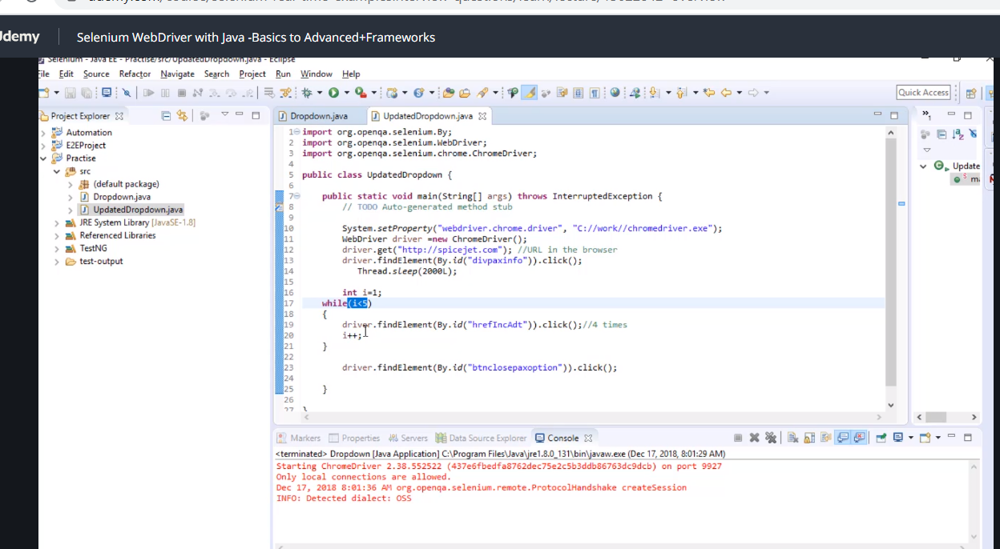 Udemy Selenium WebDriver with Java -Basics to Advanced+Frameworks
Selenium - Java EE - Practise/src/UpdatedDropdown.java - Eclipse
File Edit Source Refactor Navigate Search Project Run Window Help
Quick Access
Project Explorer
Automation
E2EProject
Practise
src
(default package)
Dropdown.java
UpdatedDropdown.java
JRE System Library [JavaSE-1.8]
Referenced Libraries
TestNG
test-output
Dropdown.java UpdatedDropdown.java
1 import org.openqa.selenium.By;
2 import org.openqa.selenium.WebDriver;
3 import org.openqa.selenium.chrome.ChromeDriver;
4
5 public class UpdatedDropdown {
6
7 public static void main(String[] args) throws InterruptedException {
8 // TODO Auto-generated method stub
9
10 System.setProperty("webdriver.chrome.driver", "C://work//chromedriver.exe");
11 WebDriver driver =new ChromeDriver();
12 driver.get("http://spicejet.com"); //URL in the browser
13 driver.findElement(By.id("divpaxinfo")).click();
14 Thread.sleep(2000L);
15
16 int i=1;
17 while(i<5)
18 {
19 driver.findElement(By.id("hrefIncAdt")).click();//4 times
20 i++;
21 }
22
23 driver.findElement(By.id("btnclosepaxoption")).click();
24
25 }
26
27 }
Update
Markers Properties Servers Data Source Explorer Console
<terminated> Dropdown [Java Application] C:\Program Files\Java\jre1.8.0_131\bin\javaw.exe (Dec 17, 2018, 8:01:29 AM)
Starting ChromeDriver 2.38.552522 (437e6fbedfa8762dec75e2c5b3ddb86763dc9dcb) on port 9927
Only local connections are allowed.
Dec 17, 2018 8:01:36 AM org.openqa.selenium.remote.ProtocolHandshake createSession
INFO: Detected dialect: OSS